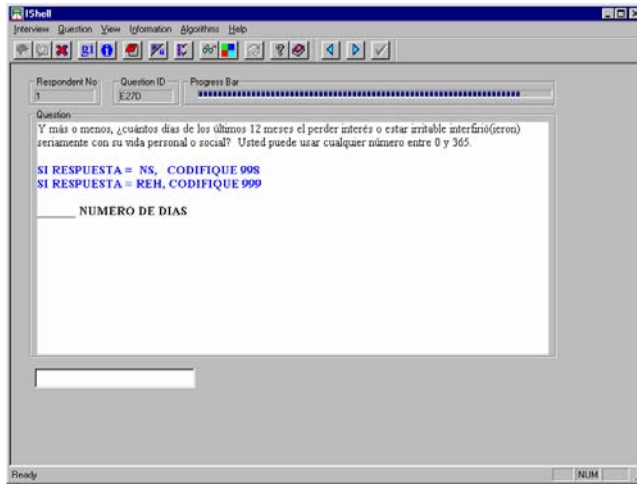 IShell
Interview Question View Information Algorithms Help
Respondent No
Question ID
Progress Bar
1
E27D
Question
Y más o menos, ¿cuántos días de los últimos 12 meses el perder interés o estar irritable interfirió(ieron)
seriamente con su vida personal o social? Usted puede usar cualquier número entre 0 y 365.
SI RESPUESTA = NS, CODIFIQUE 998
SI RESPUESTA = REH, CODIFIQUE 999
______ NUMERO DE DIAS
Ready
NUM